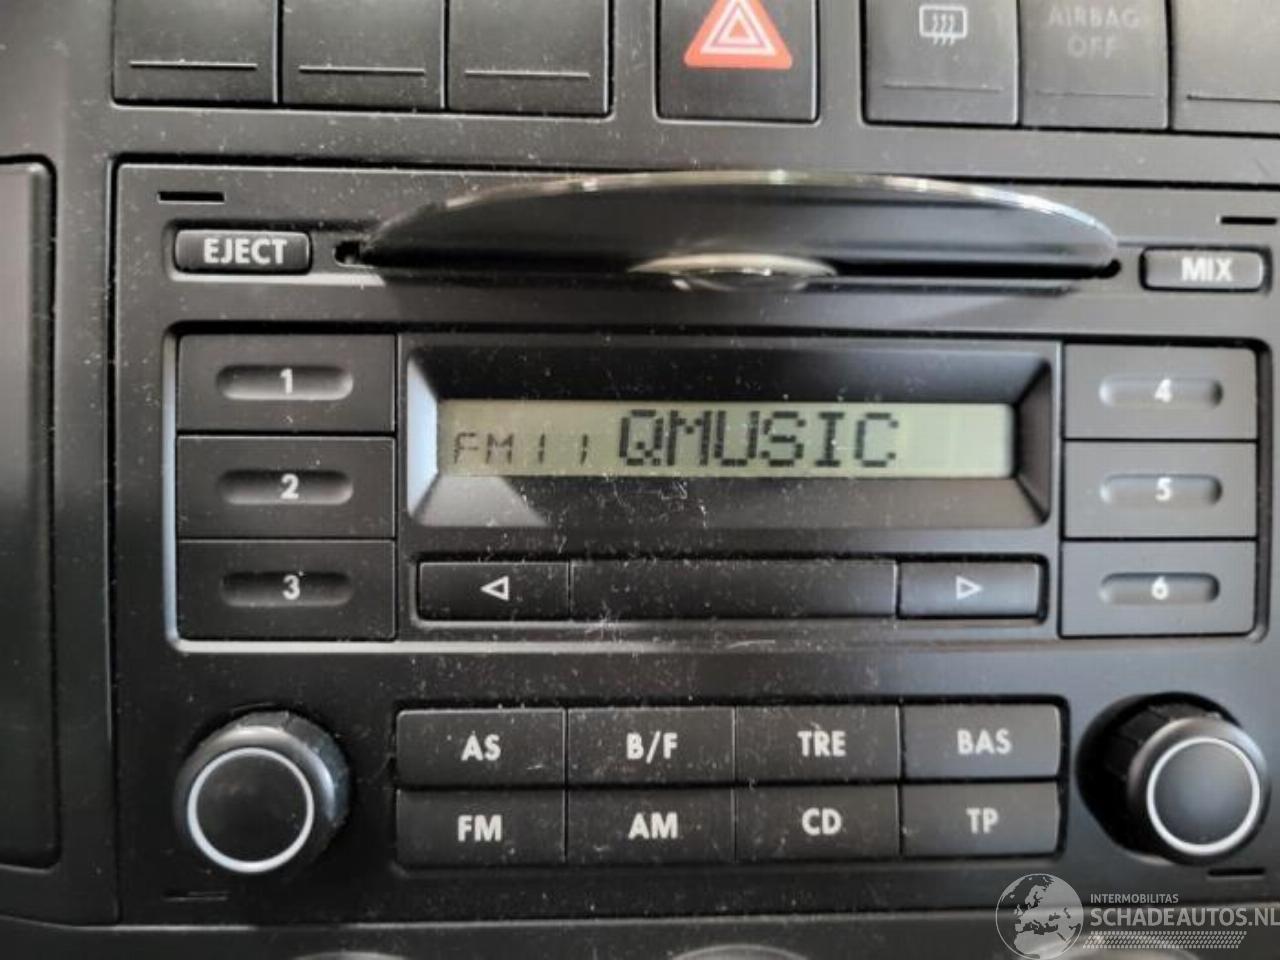 AIRBAG
OFF
EJECT
MIX
1
4
FM11 QMUSIC
2
5
3
6
AS B/F TRE BAS
FM AM CD TP
INTERMOBILITAS
SCHADEAUTOS.NL